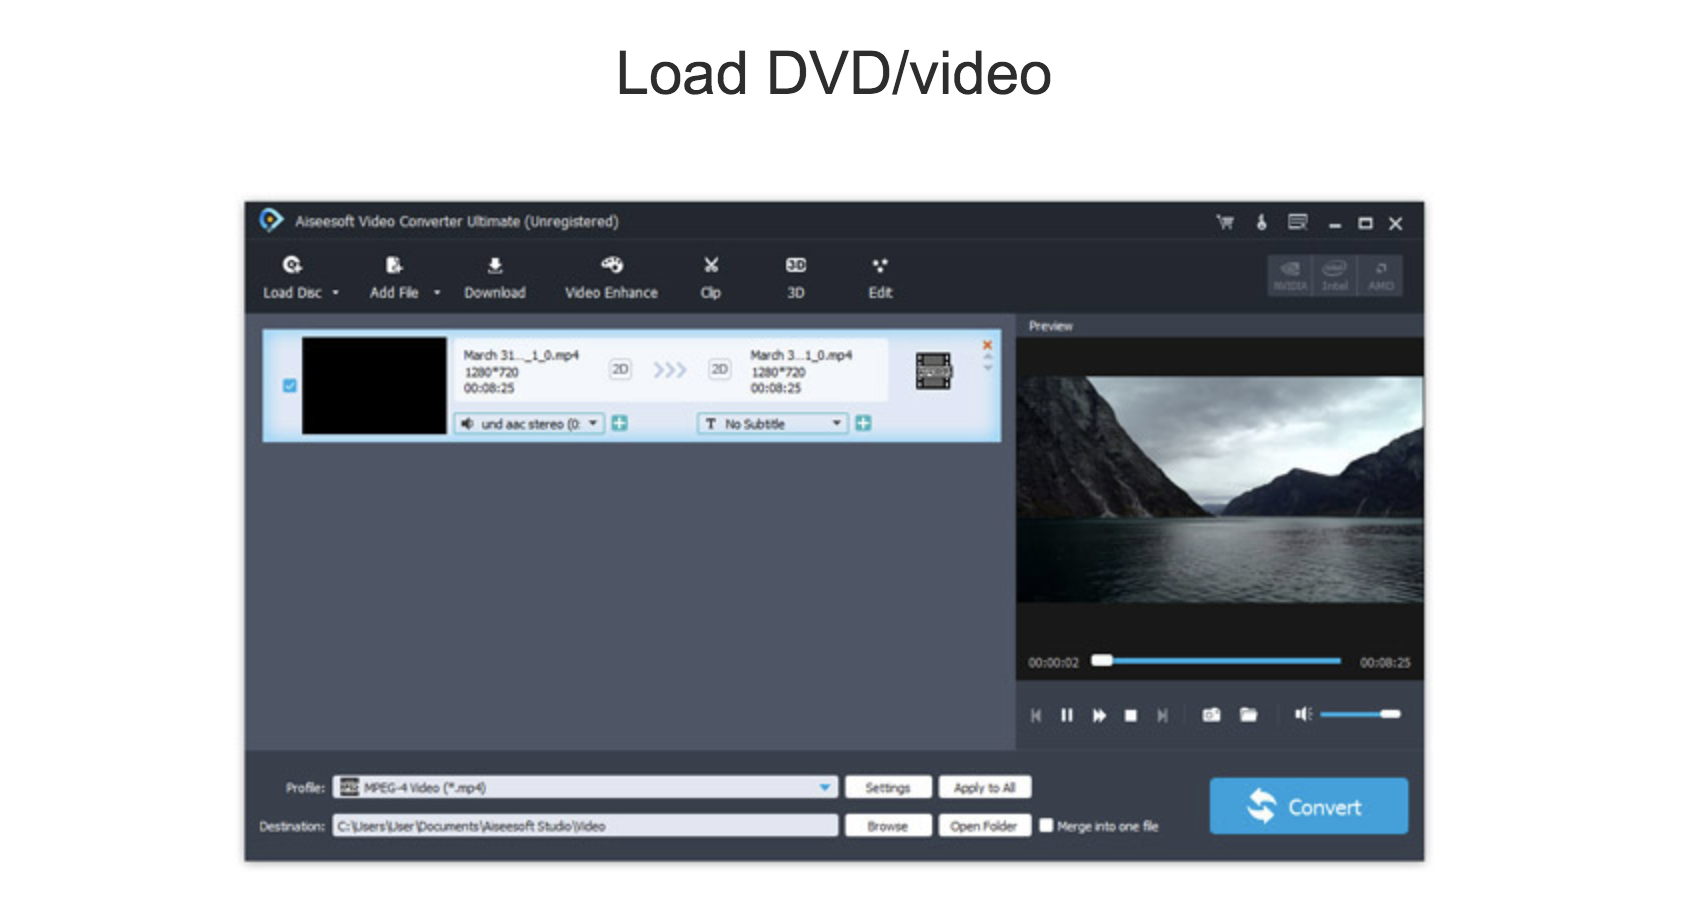 Load DVD/video
Aiseesoft Video Converter Ultimate (Unregistered)
Load Disc
Add File
Download
Video Enhance
Clip
3D
3D
Edit
NVIDIA
Intel
AMD
Preview
March 31..._1_0.mp4
1280*720
00:08:25
2D
2D
March 3...1_0.mp4
1280*720
00:08:25
und aac stereo (0:
T No Subtitle
00:00:02
00:08:25
Profile: MPEG-4 Video (*.mp4)
Settings
Apply to All
Destination: C:\Users\User\Documents\Aiseesoft Studio\Video
Browse
Open Folder
Merge into one file
Convert